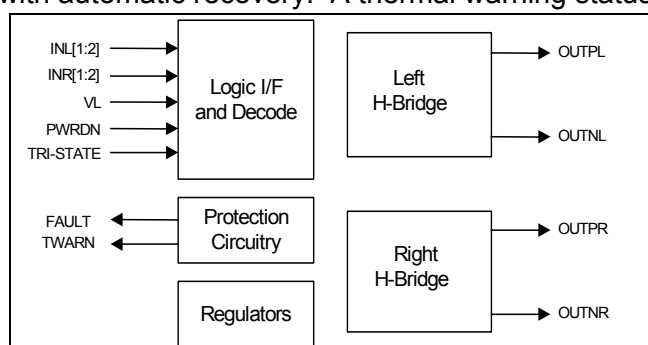 with automatic recovery. A thermal warning status
INL[1:2]
INR[1:2]
VL
PWRDN
TRI-STATE
Logic I/F
and Decode
FAULT
TWARN
Protection
Circuitry
Regulators
Left
H-Bridge
OUTPL
OUTNL
Right
H-Bridge
OUTPR
OUTNR